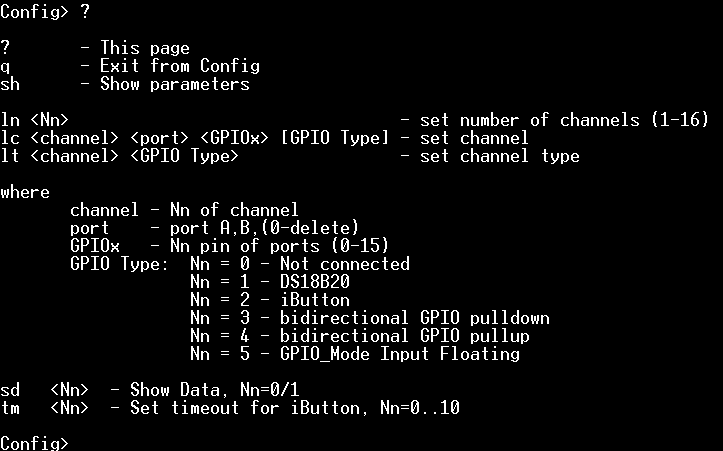 Config> ?
?       - This page
q       - Exit from Config
sh      - Show parameters
ln <Nn>                                 - set number of channels (1-16)
lc <channel> <port> <GPIOx> [GPIO Type] - set channel
lt <channel> <GPIO Type>                - set channel type
where
       channel - Nn of channel
       port    - port A,B,(0-delete)
       GPIOx   - Nn pin of ports (0-15)
       GPIO Type:  Nn = 0 - Not connected
                   Nn = 1 - DS18B20
                   Nn = 2 - iButton
                   Nn = 3 - bidirectional GPIO pulldown
                   Nn = 4 - bidirectional GPIO pullup
                   Nn = 5 - GPIO_Mode Input Floating
sd   <Nn>  - Show Data, Nn=0/1
tm   <Nn>  - Set timeout for iButton, Nn=0..10
Config>